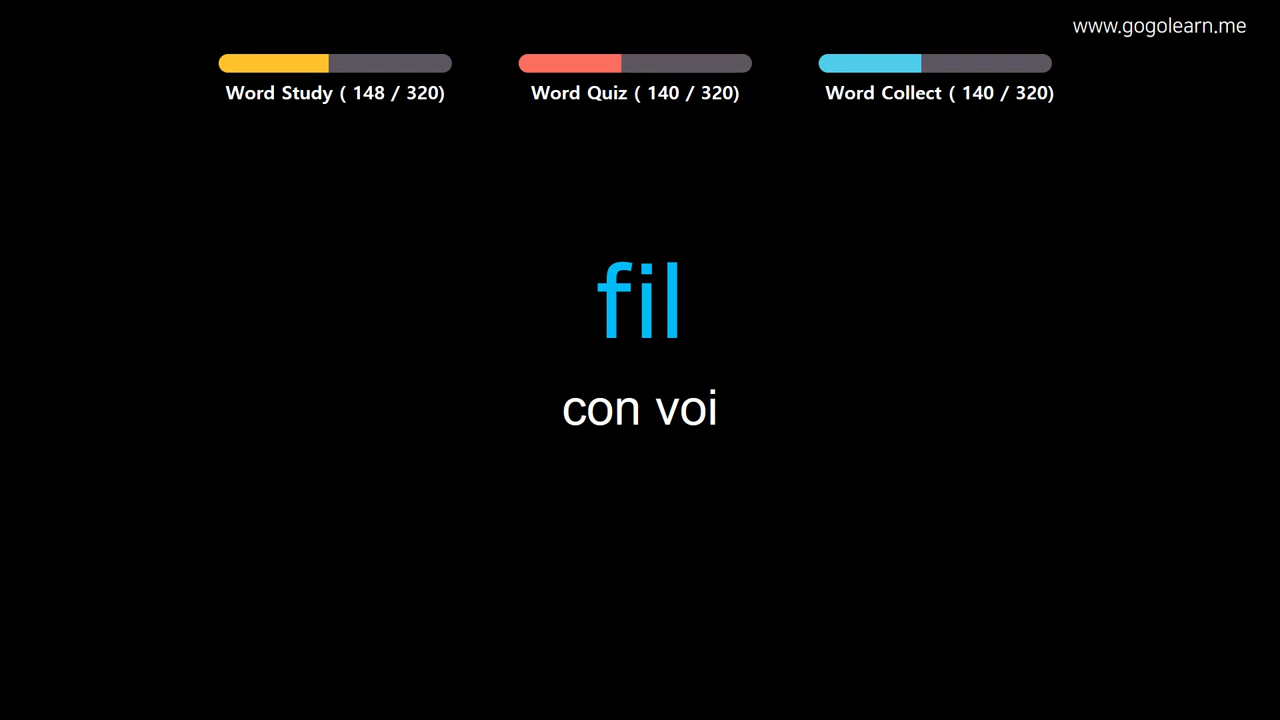 www.gogolearn.me
Word Study ( 148 / 320)
Word Quiz ( 140 / 320)
Word Collect ( 140 / 320)
fil
con voi